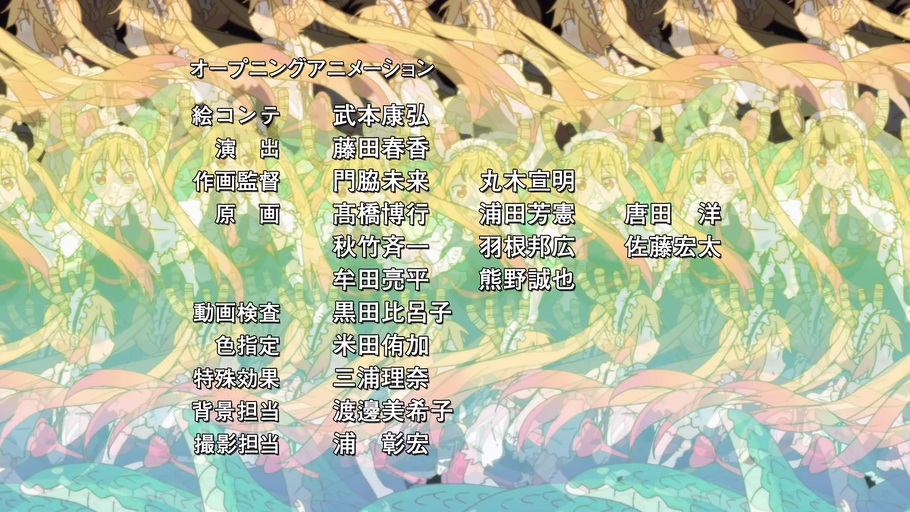 オープニングアニメーション
絵コンテ 武本康弘
演 出 藤田春香
作画監督 門脇未来 丸木宣明
原 画 髙橋博行 浦田芳憲 唐田 洋
秋竹斉一 羽根邦広 佐藤宏太
牟田亮平 熊野誠也
動画検査 黒田比呂子
色指定 米田侑加
特殊効果 三浦理奈
背景担当 渡邊美希子
撮影担当 浦 彰宏